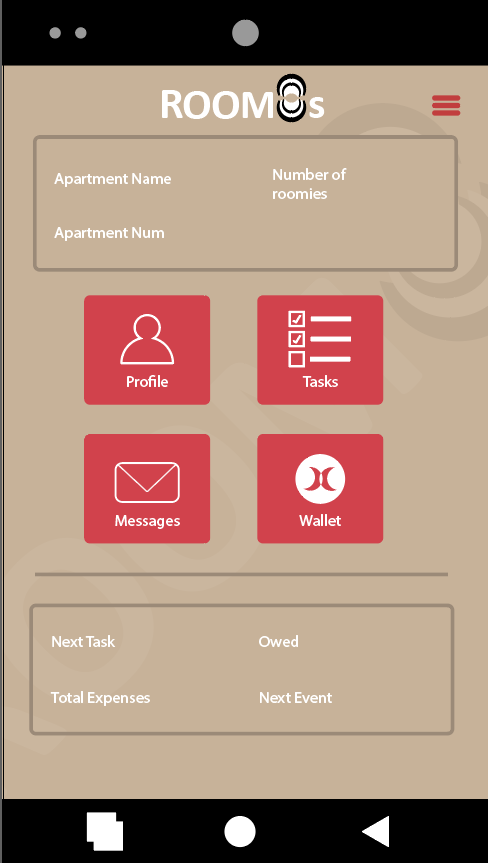 ROOM8s
Apartment Name
Number of
roomies
Apartment Num
Profile
Tasks
Messages
Wallet
Next Task
Owed
Total Expenses
Next Event